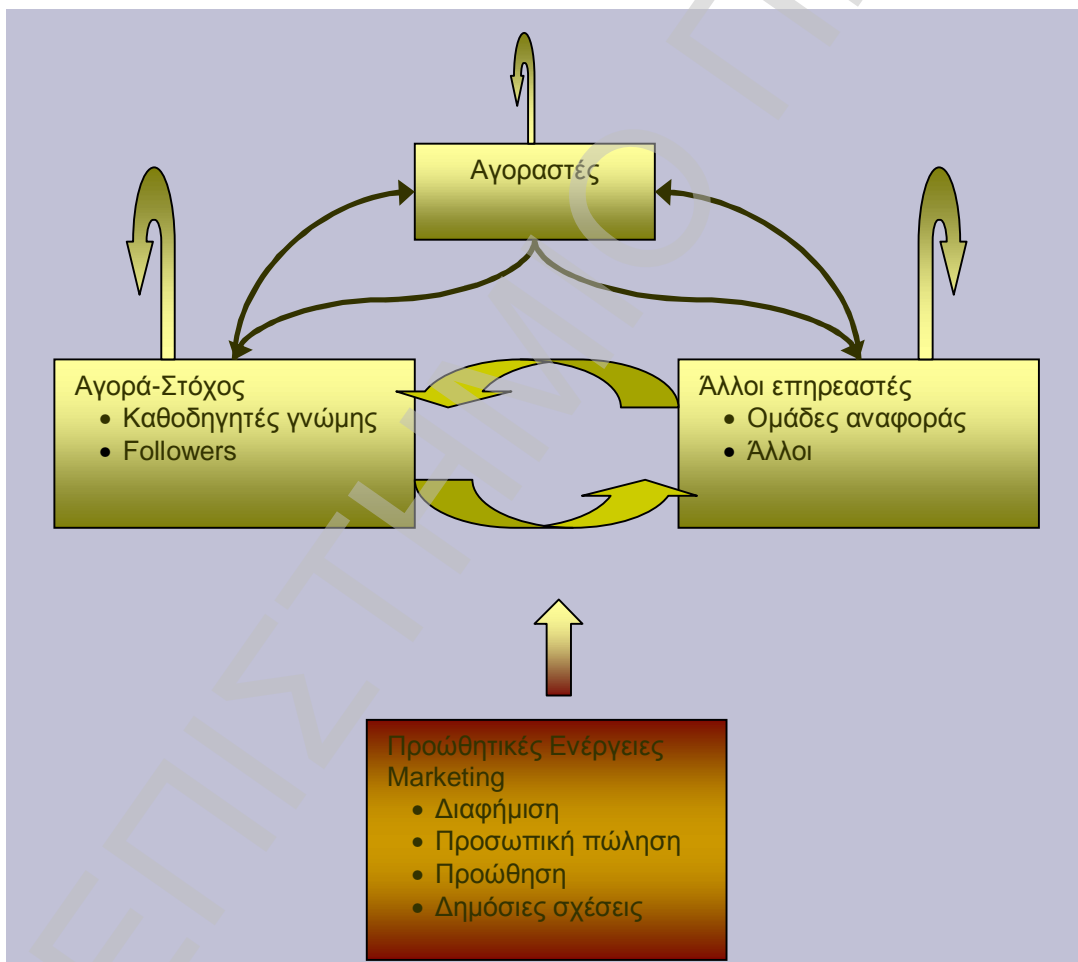 Αγοραστές
Αγορά-Στόχος
• Καθοδηγητές γνώμης
• Followers
Άλλοι επηρεαστές
• Ομάδες αναφοράς
• Άλλοι
Προώθητικές Ενέργειες
Marketing
• Διαφήμιση
• Προσωπική πώληση
• Προώθηση
• Δημόσιες σχέσεις